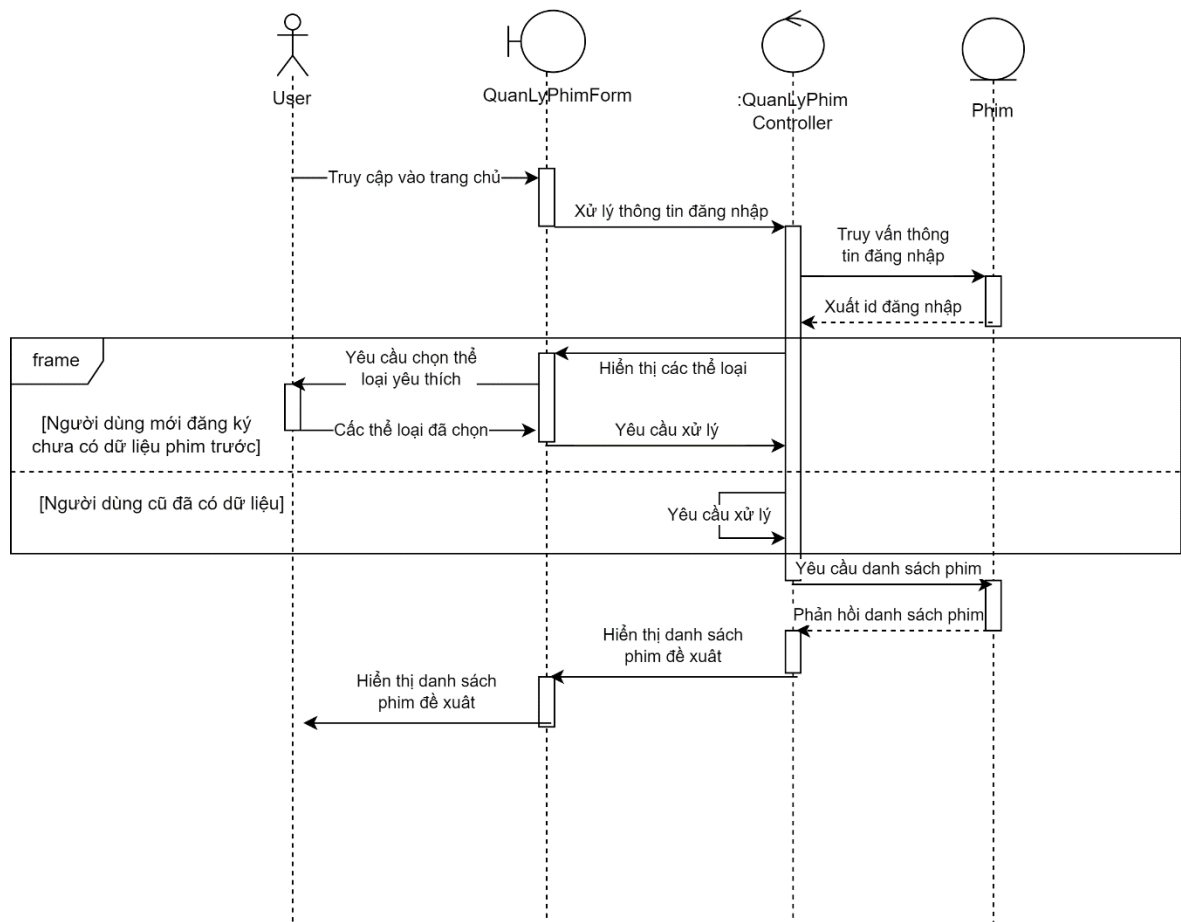 User
QuanLyPhimForm
:QuanLyPhim
Controller
Phim
Truy cập vào trang chủ
Xử lý thông tin đăng nhập
Truy vấn thông
tin đăng nhập
Xuất id đăng nhập
frame
Yêu cầu chọn thể
loại yêu thích
Hiển thị các thể loại
[Người dùng mới đăng ký
chưa có dữ liệu phim trước]
Cấc thể loại đã chọn
Yêu cầu xử lý
[Người dùng cũ đã có dữ liệu]
Yêu cầu xử lý
Yêu cầu danh sách phim
Phản hồi danh sách phim
Hiển thị danh sách
phim đề xuât
Hiển thị danh sách
phim đề xuât